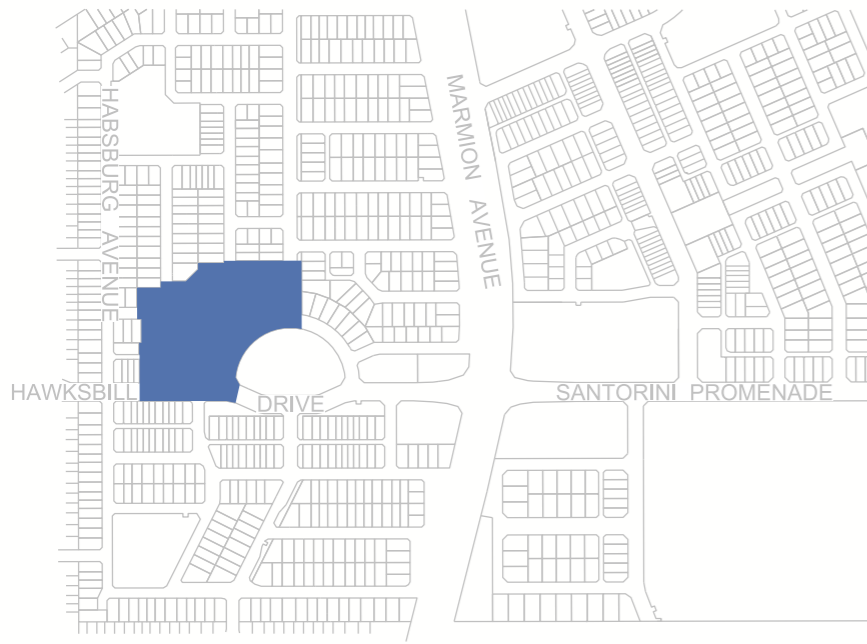 HABSBURG AVENUE
MARMION AVENUE
HAWKSBILL
DRIVE
SANTORINI PROMENADE